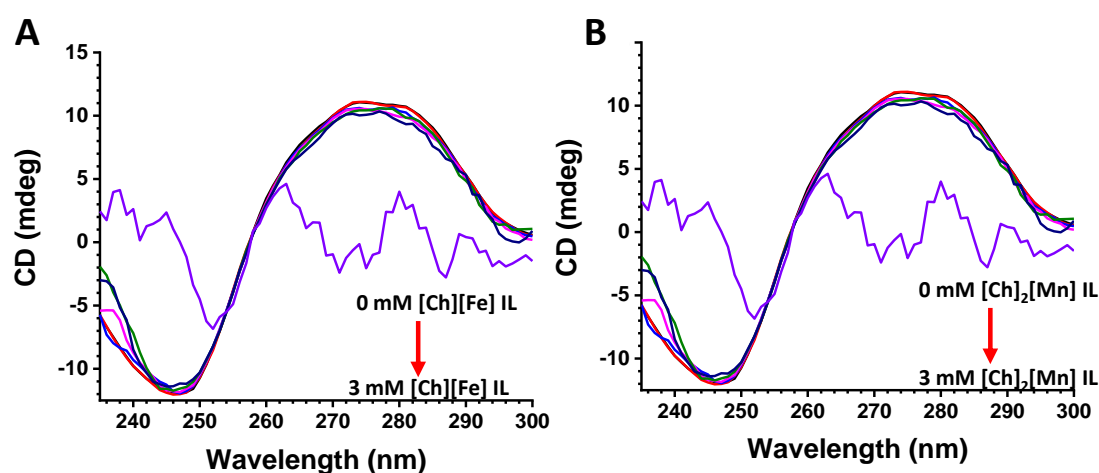 A
15
10
5
0
-5
-10
CD (mdeg)
0 mM [Ch][Fe] IL
3 mM [Ch][Fe] IL
240 250 260 270 280 290 300
Wavelength (nm)
B
10
5
0
-5
-10
CD (mdeg)
0 mM [Ch]₂[Mn] IL
3 mM [Ch]₂[Mn] IL
240 250 260 270 280 290 300
Wavelength (nm)